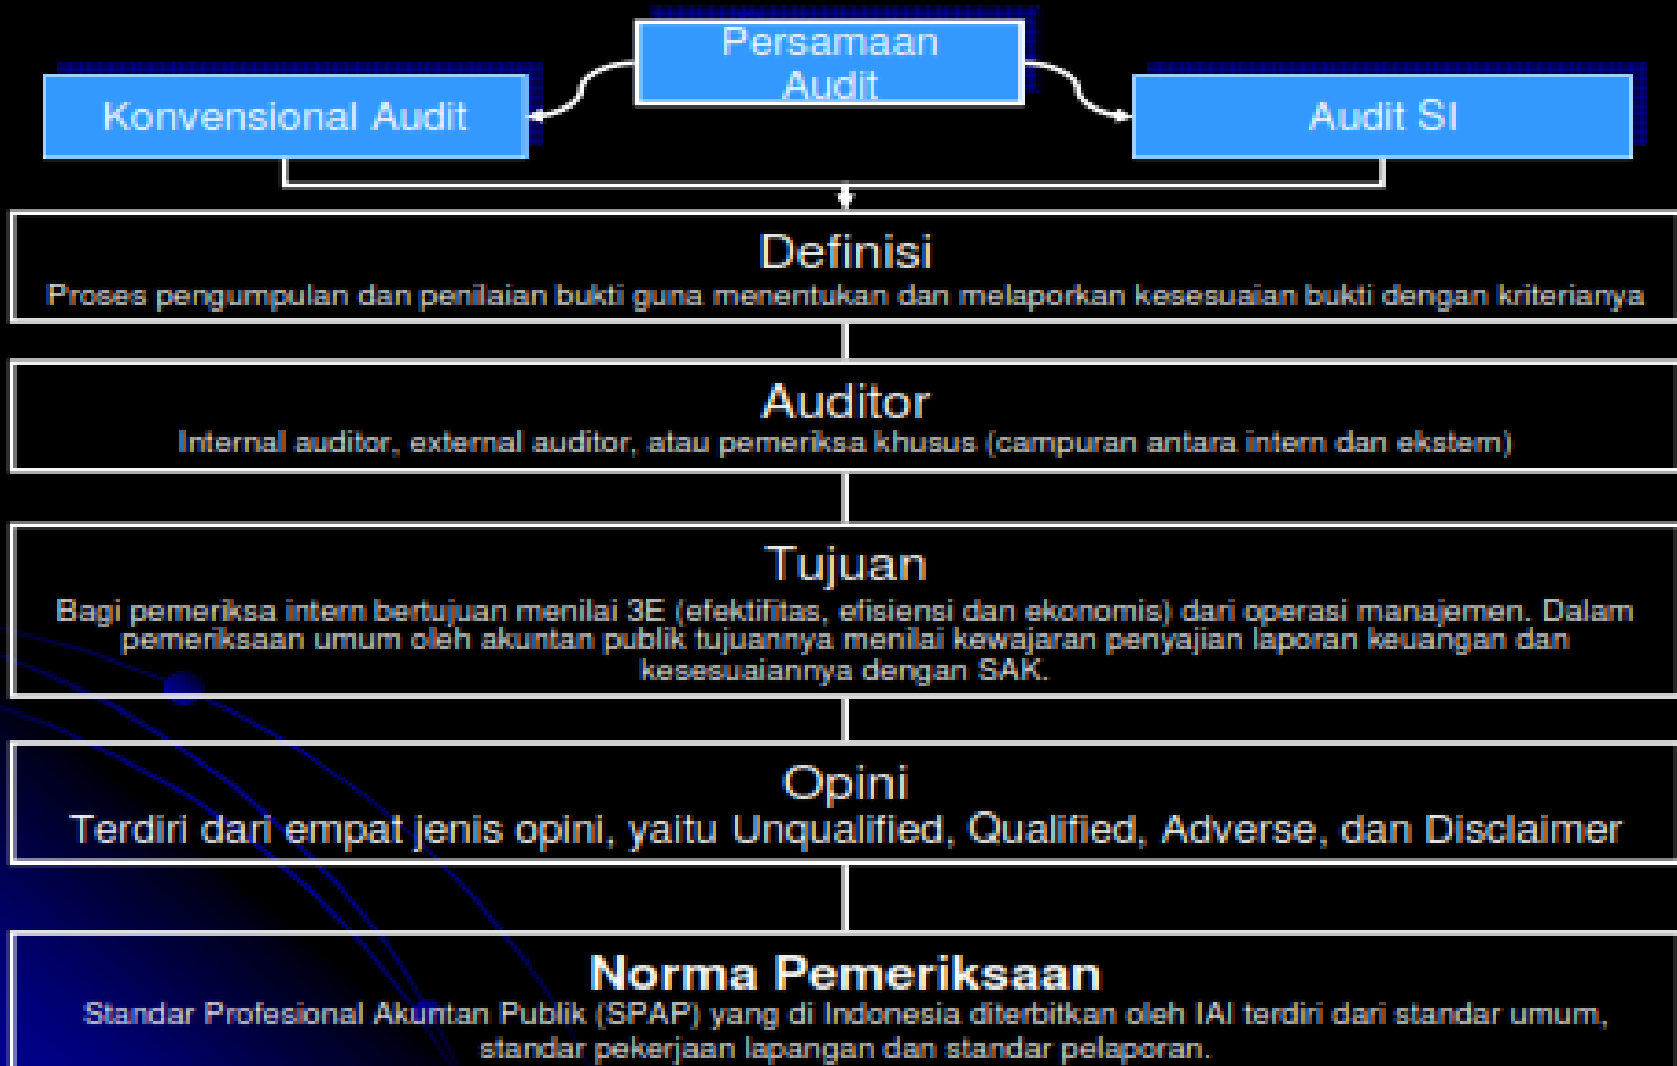 Persamaan
Audit
Konvensional Audit
Audit SI
Definisi
Proses pengumpulan dan penilaian bukti guna menentukan dan melaporkan kesesuaian bukti dengan kriterianya
Auditor
Internal auditor, external auditor, atau pemeriksa khusus (campuran antara intern dan ekstern)
Tujuan
Bagi pemeriksa intern bertujuan menilai 3E (efektifitas, efisiensi dan ekonomis) dari operasi manajemen. Dalam
pemeriksaan umum oleh akuntan publik tujuannya menilai kewajaran penyajian laporan keuangan dan
kesesuaiannya dengan SAK.
Opini
Terdiri dari empat jenis opini, yaitu Unqualified, Qualified, Adverse, dan Disclaimer
Norma Pemeriksaan
Standar Profesional Akuntan Publik (SPAP) yang di Indonesia diterbitkan oleh IAI terdiri dari standar umum,
standar pekerjaan lapangan dan standar pelaporan.